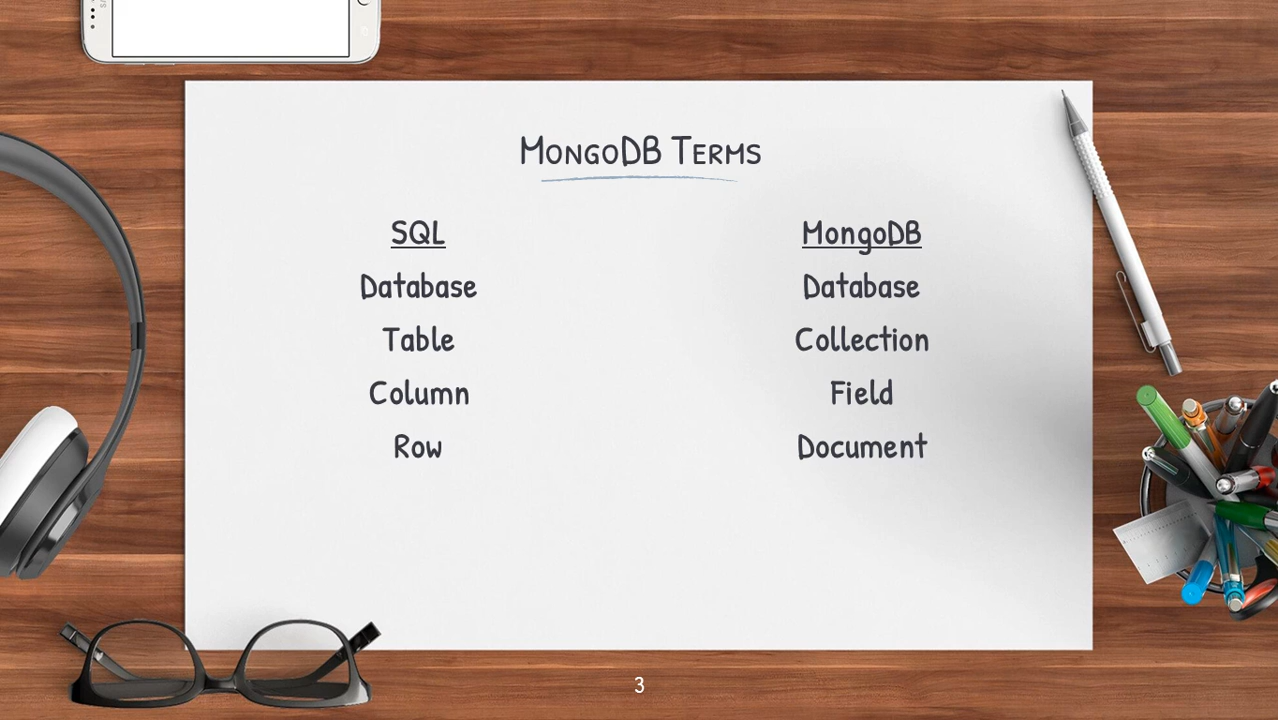 MongoDB Terms
SQL
Database
Table
Column
Row
MongoDB
Database
Collection
Field
Document
3